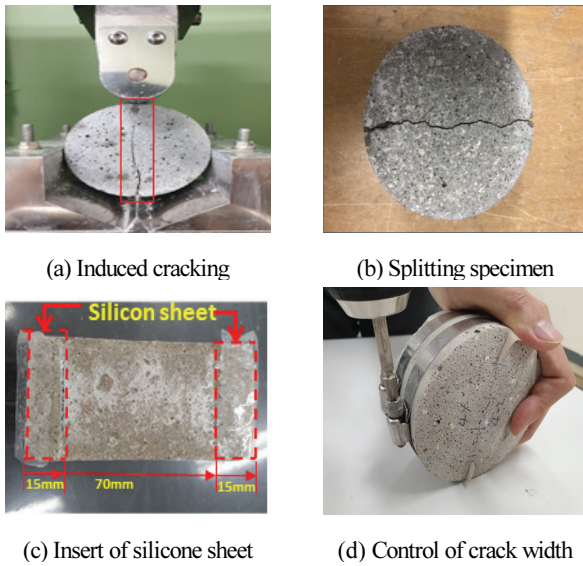 (a) Induced cracking
(b) Splitting specimen
Silicon sheet
15mm
70mm
15mm
(c) Insert of silicone sheet
(d) Control of crack width